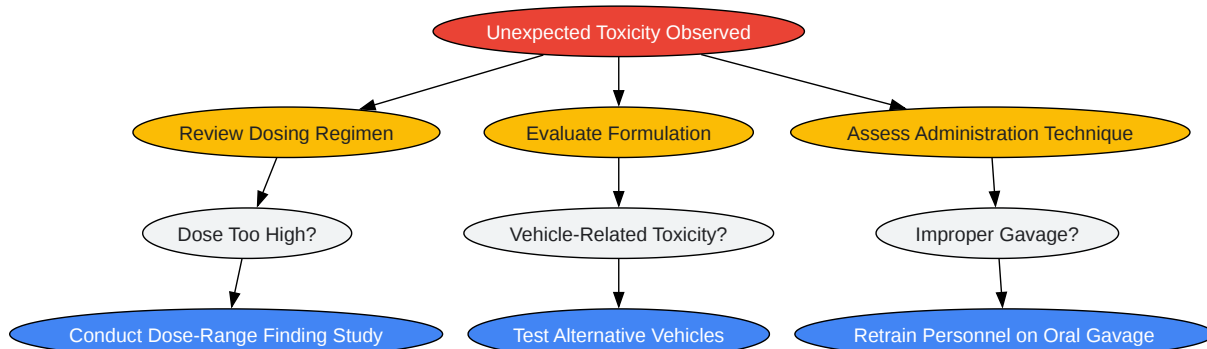 Unexpected Toxicity Observed
Review Dosing Regimen
Evaluate Formulation
Assess Administration Technique
Dose Too High?
Vehicle-Related Toxicity?
Improper Gavage?
Conduct Dose-Range Finding Study
Test Alternative Vehicles
Retrain Personnel on Oral Gavage